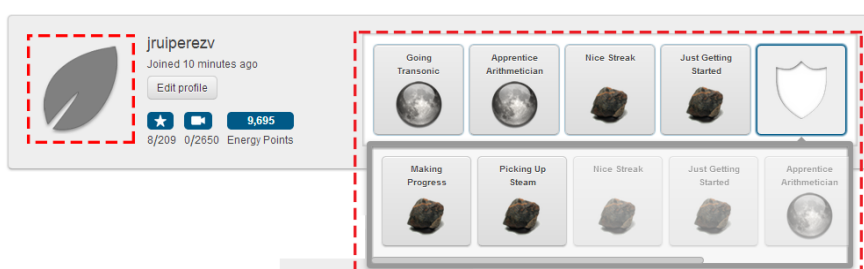 jruiperezv
Joined 10 minutes ago
Edit profile
9,695
8/209 0/2650 Energy Points
Going
Transonic
Apprentice
Arithmetician
Nice Streak
Just Getting
Started
Making
Progress
Picking Up
Steam
Nice Streak
Just Getting
Started
Apprentice
Arithmetician